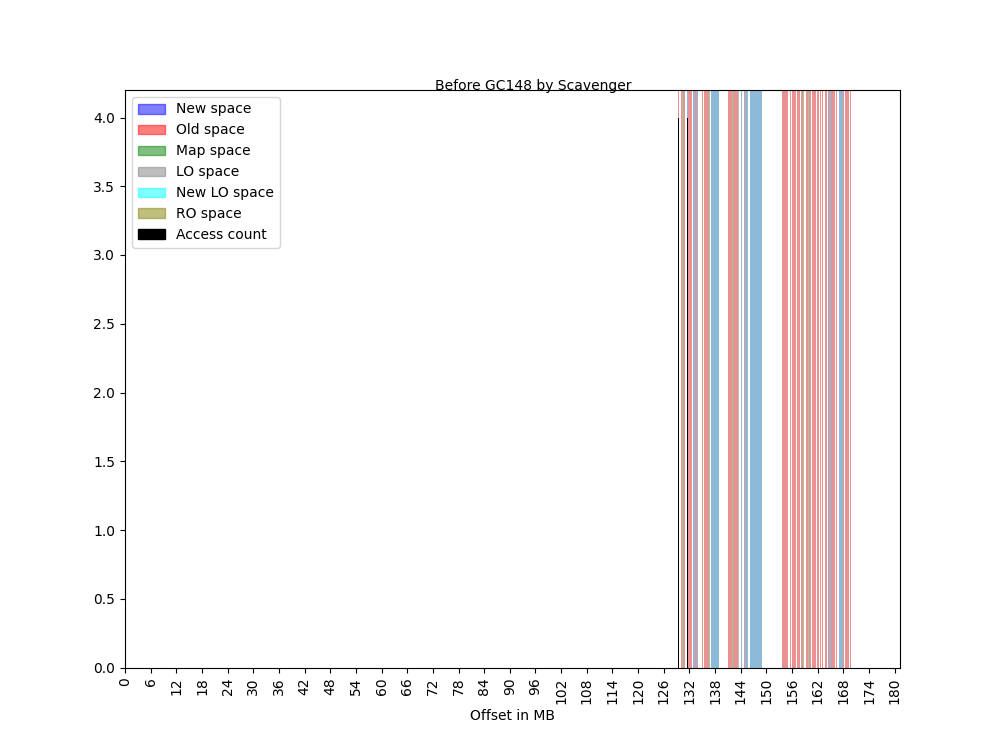 Before GC148 by Scavenger
New space
Old space
Map space
LO space
New LO space
RO space
Access count
4.0
3.5
3.0
2.5
2.0
1.5
1.0
0.5
0.0
0 6 12 18 24 30 36 42 48 54 60 66 72 78 84 90 96 102 108 114 120 126 132 138 144 150 156 162 168 174 180
Offset in MB